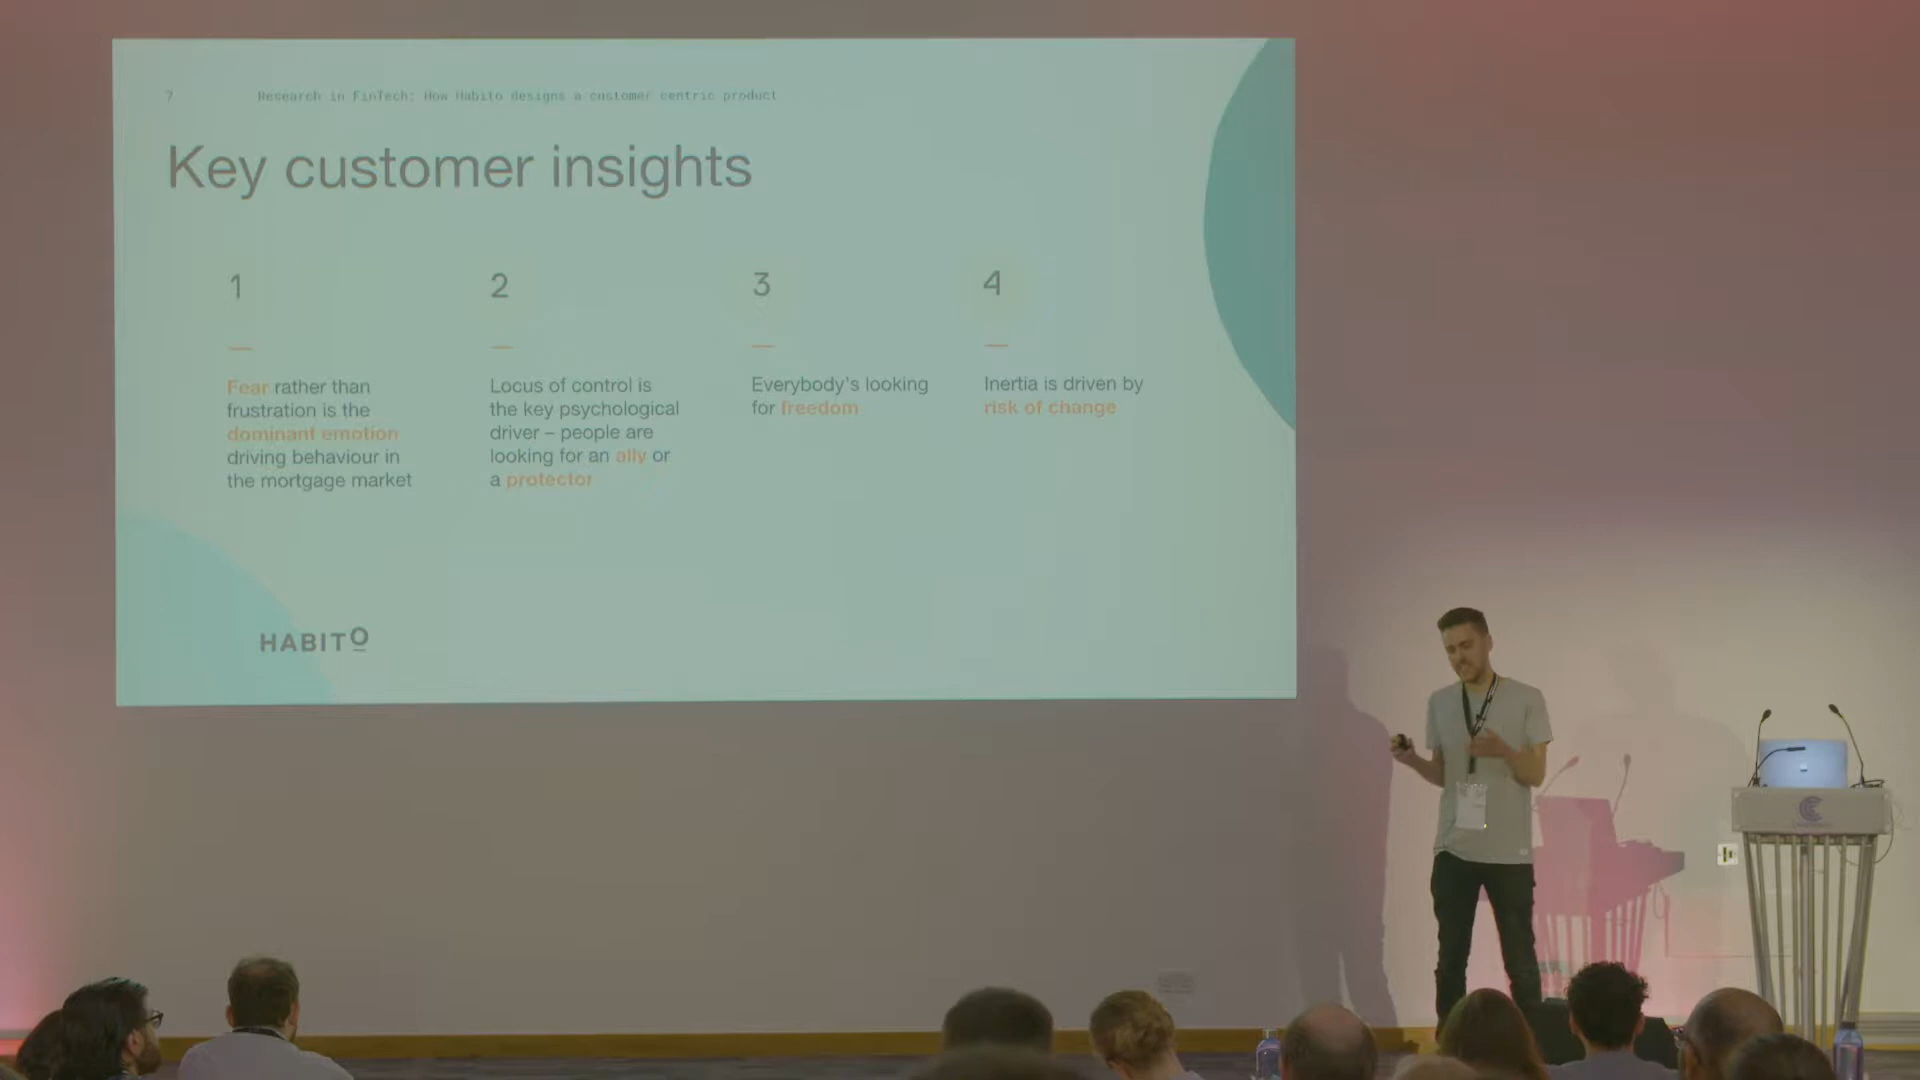 7
Research in FinTech: How Habito designs a customer centric product
Key customer insights
1
Fear rather than
frustration is the
dominant emotion
driving behaviour in
the mortgage market
2
Locus of control is
the key psychological
driver – people are
looking for an ally or
a protector
3
Everybody's looking
for freedom
4
Inertia is driven by
risk of change
HABITO